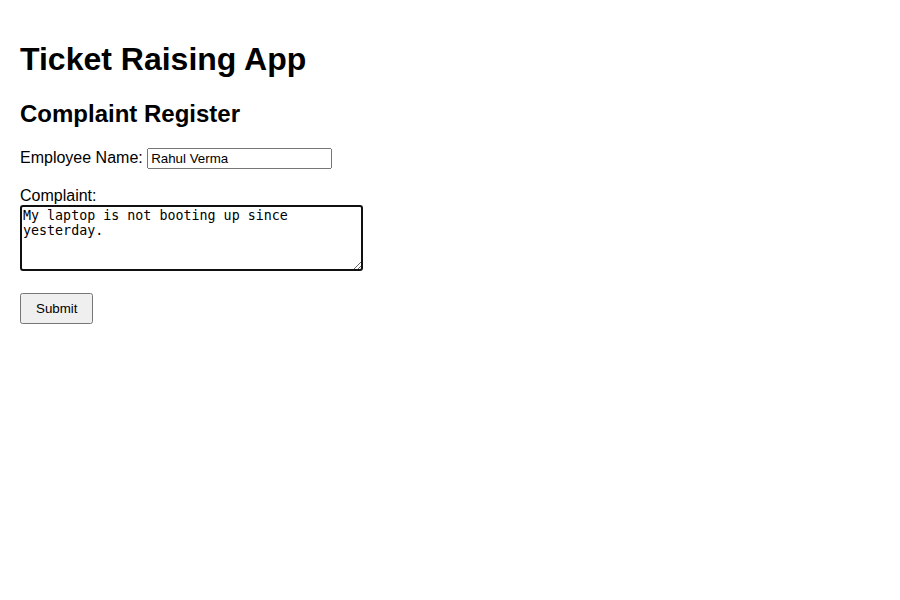 Ticket Raising App
Complaint Register
Employee Name: Rahul Verma
Complaint:
My laptop is not booting up since
yesterday.
Submit